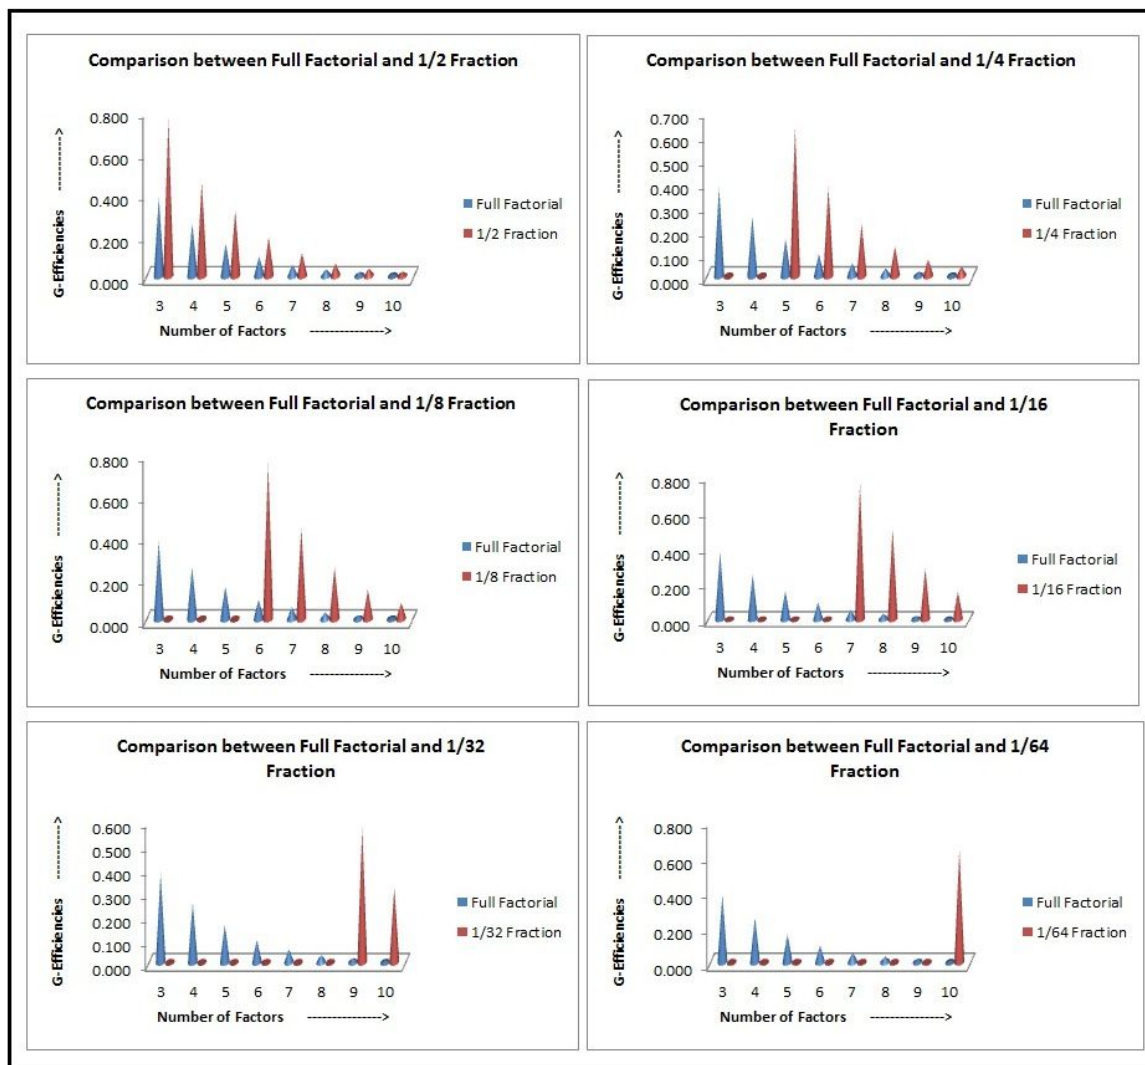 Comparison between Full Factorial and 1/2 Fraction
G-Efficiencies ------------>
0.800
0.600
0.400
0.200
0.000
3 4 5 6 7 8 9 10
Number of Factors --------------->
Full Factorial
1/2 Fraction
Comparison between Full Factorial and 1/4 Fraction
G-Efficiencies ------------>
0.700
0.600
0.500
0.400
0.300
0.200
0.100
0.000
3 4 5 6 7 8 9 10
Number of Factors --------------->
Full Factorial
1/4 Fraction
Comparison between Full Factorial and 1/8 Fraction
G-Efficiencies ------------>
0.800
0.600
0.400
0.200
0.000
3 4 5 6 7 8 9 10
Number of Factors --------------->
Full Factorial
1/8 Fraction
Comparison between Full Factorial and 1/16
Fraction
G-Efficiencies ------------>
0.800
0.600
0.400
0.200
0.000
3 4 5 6 7 8 9 10
Number of Factors --------------->
Full Factorial
1/16 Fraction
Comparison between Full Factorial and 1/32
Fraction
G-Efficiencies ------------>
0.600
0.500
0.400
0.300
0.200
0.100
0.000
3 4 5 6 7 8 9 10
Number of Factors --------------->
Full Factorial
1/32 Fraction
Comparison between Full Factorial and 1/64
Fraction
G-Efficiencies ------------>
0.800
0.600
0.400
0.200
0.000
3 4 5 6 7 8 9 10
Number of Factors --------------->
Full Factorial
1/64 Fraction